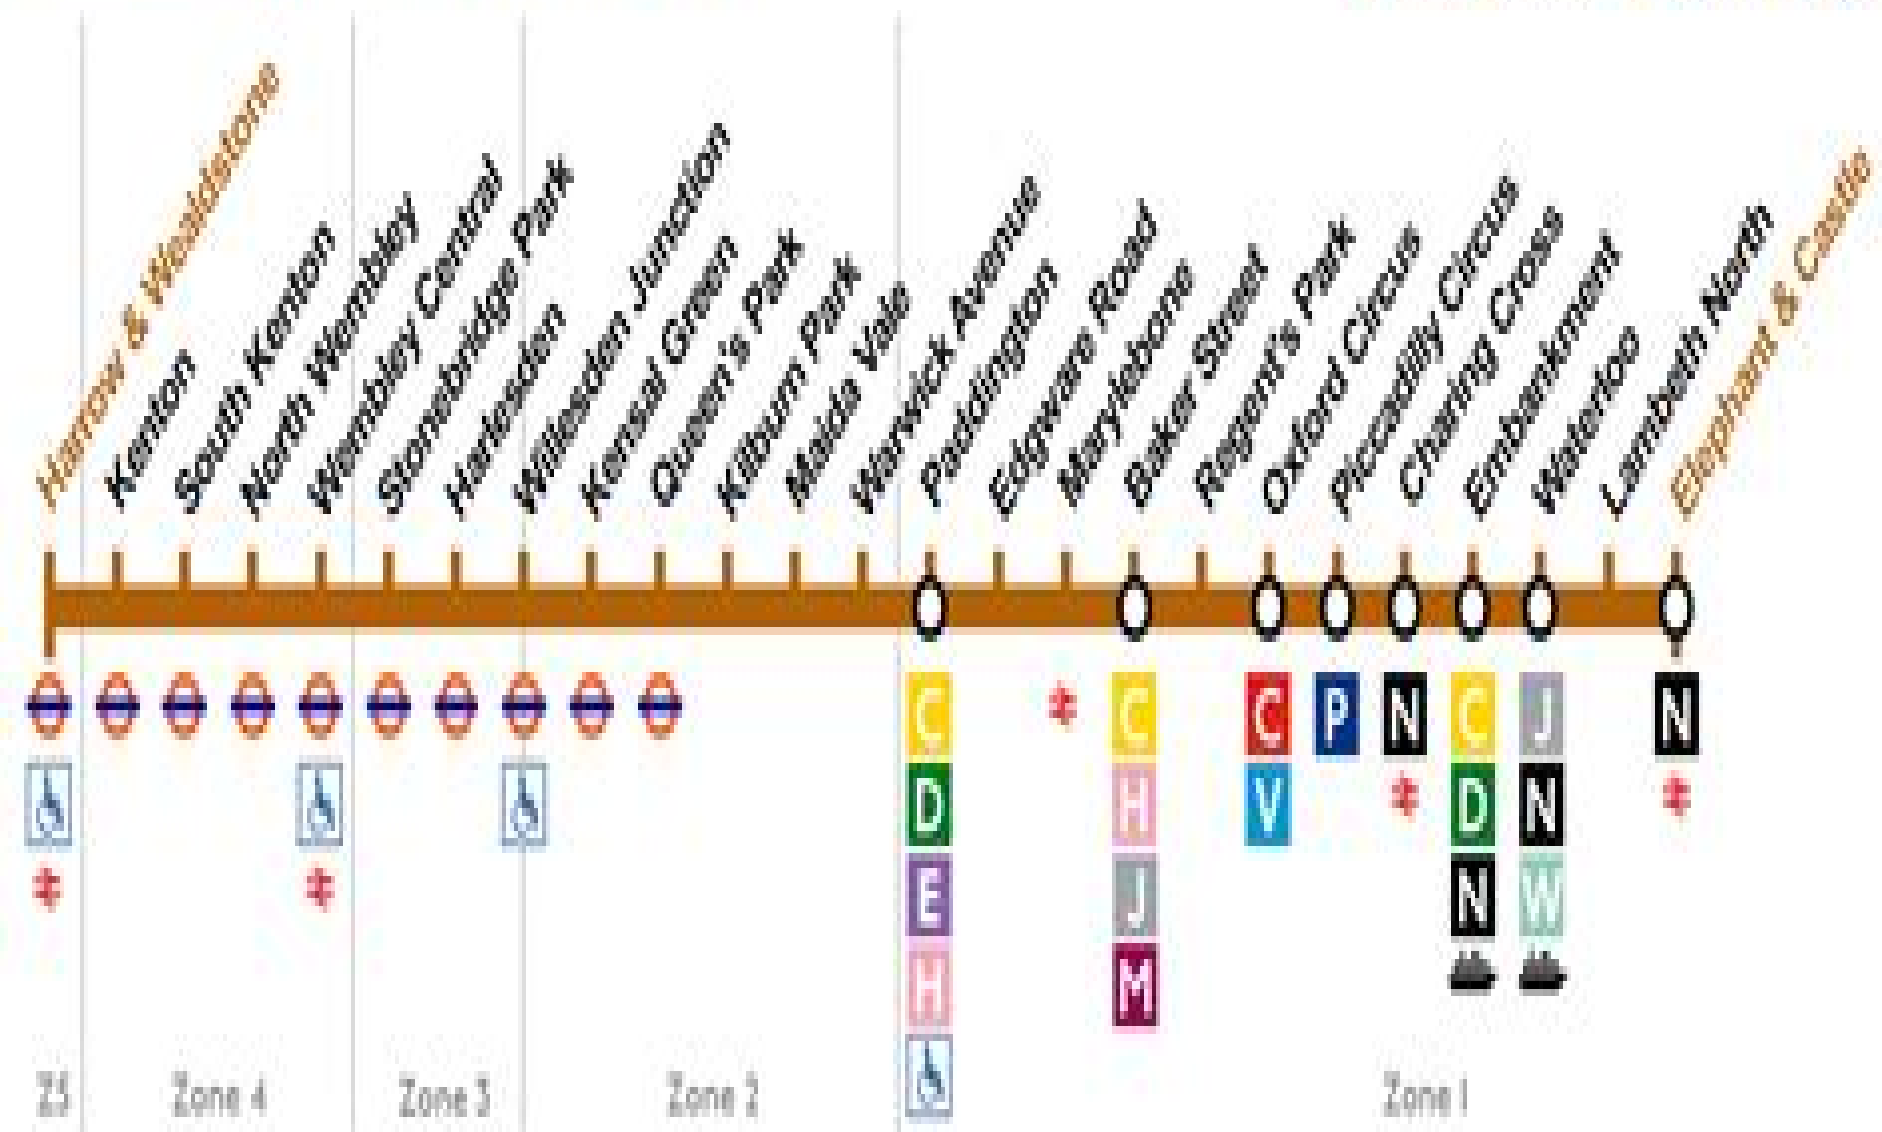 Harrow & Wealdstone
Kenton
South Kenton
North Wembley
Wembley Central
Stonebridge Park
Harlesden
Willesden Junction
Kensal Green
Queen's Park
Kilburn Park
Maida Vale
Warwick Avenue
Paddington
Edgware Road
Marylebone
Baker Street
Regent's Park
Oxford Circus
Piccadilly Circus
Charing Cross
Embankment
Waterloo
Lambeth North
Elephant & Castle
C
D
E
H
C
H
J
M
C
V
P
N
C
D
N
J
N
W
N
Z5
Zone 4
Zone 3
Zone 2
Zone 1